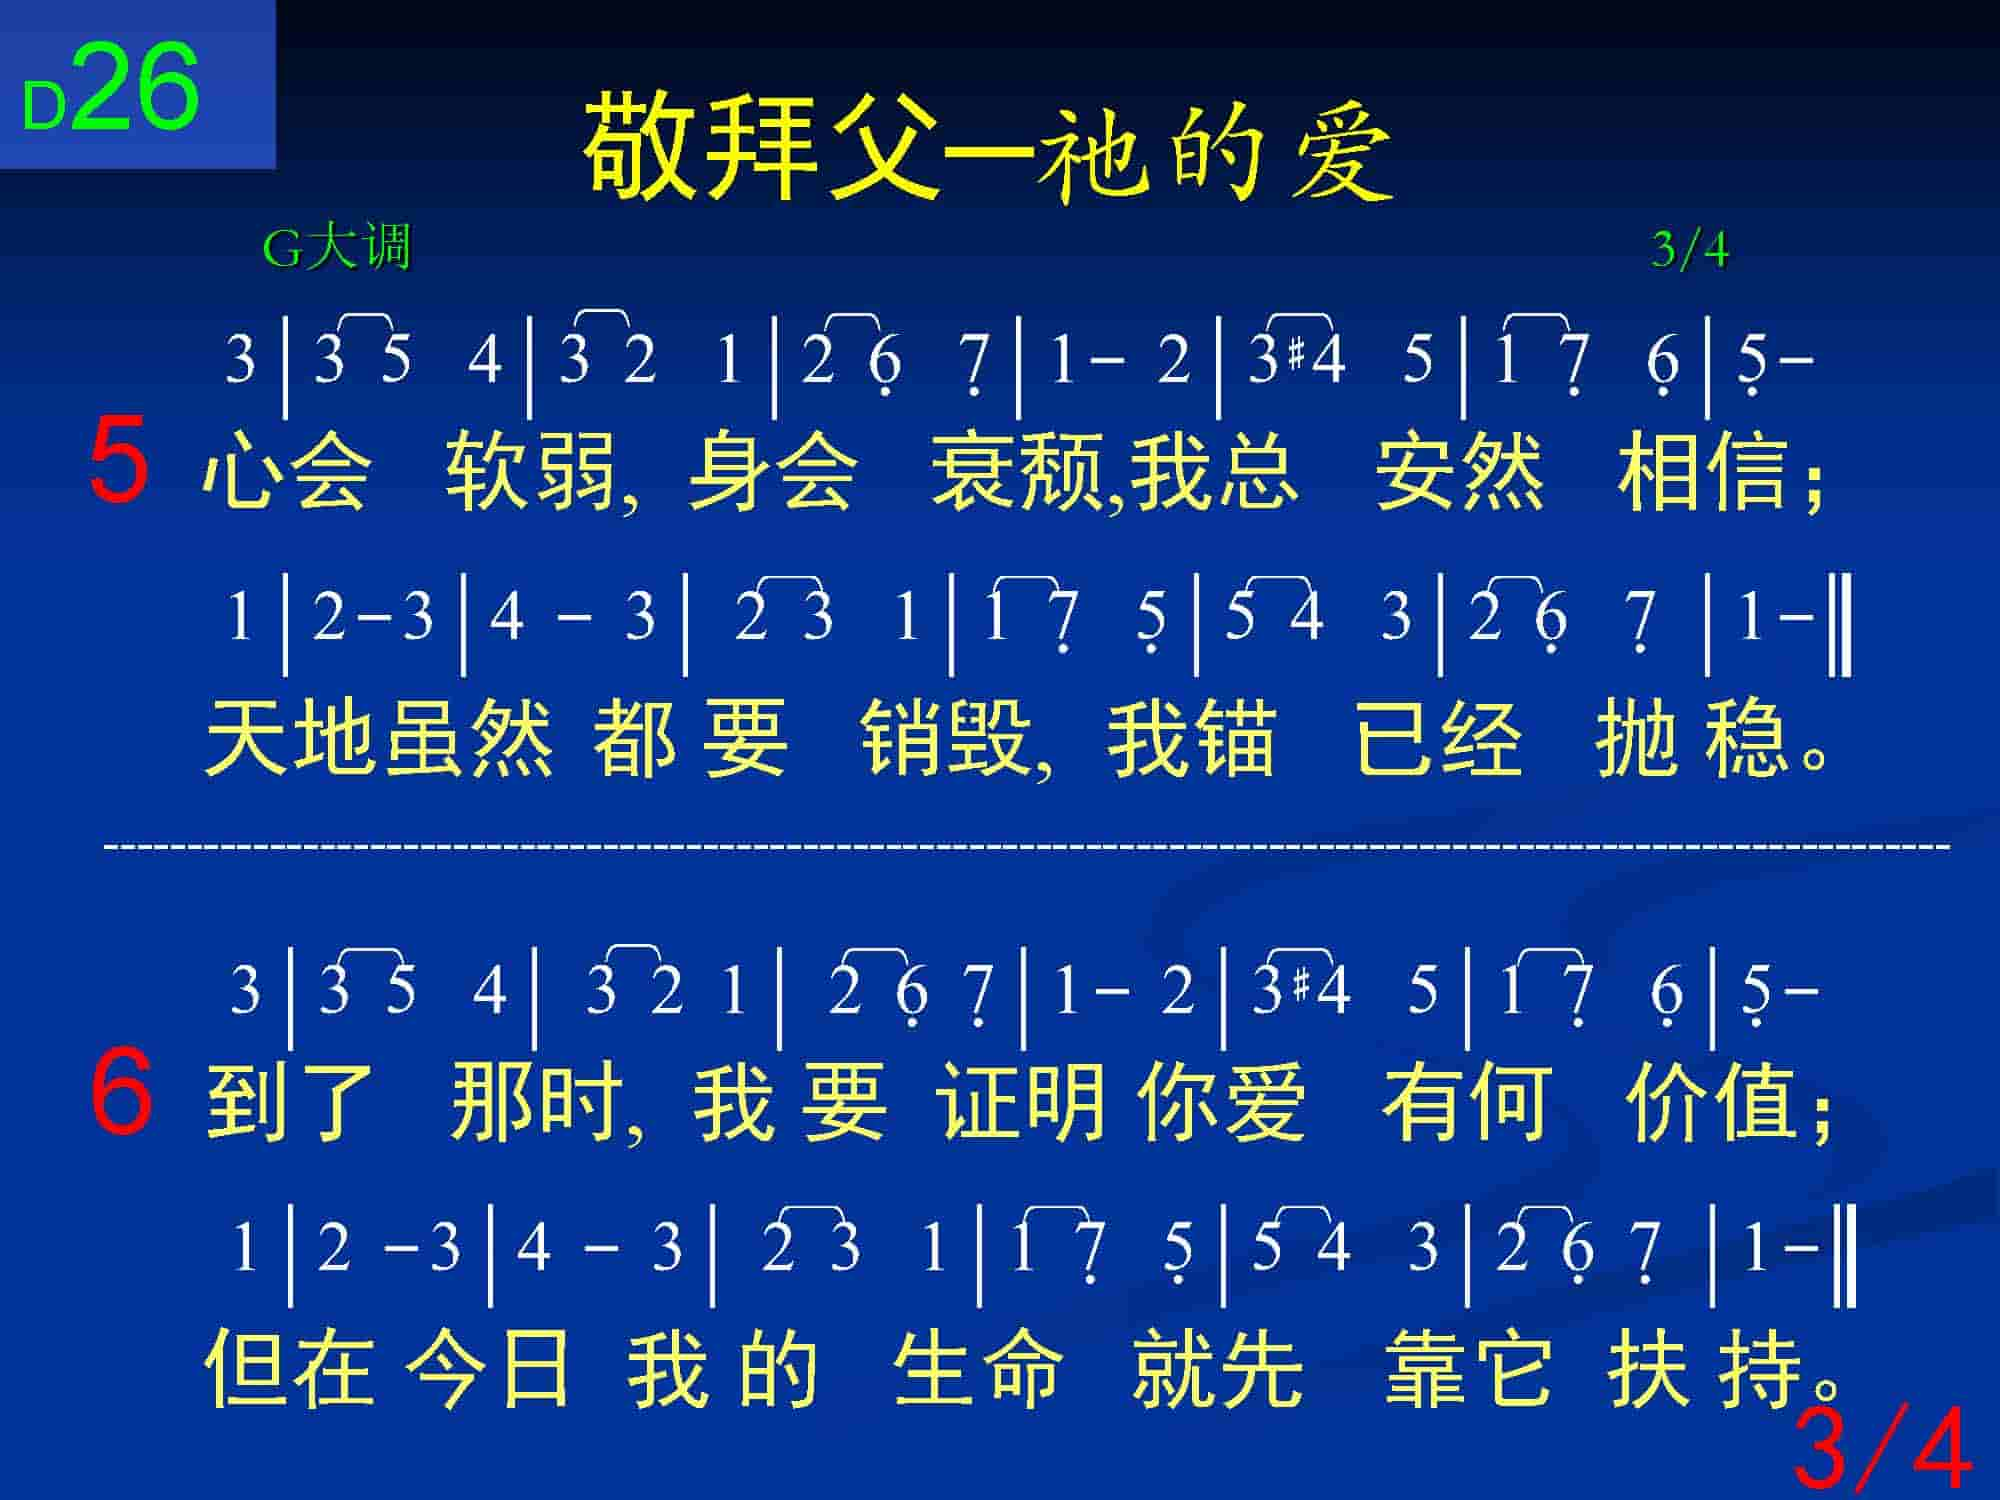 D26
敬拜父─祂的爱
G大调 3/4
3|3 5 4|3 2 1|2 6̣ 7̣|1- 2|3 #4 5|1 7̣ 6̣|5̣-
5 心会 软弱, 身会 衰颓,我总 安然 相信;
1|2-3|4 - 3|2 3 1|1 7̣ 5̣|5 4 3|2 6̣ 7̣|1-‖
天地虽然 都 要 销毁, 我锚 已经 抛 稳。
3|3 5 4|3 2 1|2 6̣ 7̣|1- 2|3 #4 5|1 7̣ 6̣|5̣-
6 到了 那时, 我 要 证明 你爱 有何 价值;
1|2 -3|4 - 3|2 3 1|1 7̣ 5̣|5 4 3|2 6̣ 7̣|1-‖
但在 今日 我 的 生命 就先 靠它 扶 持。
3/4